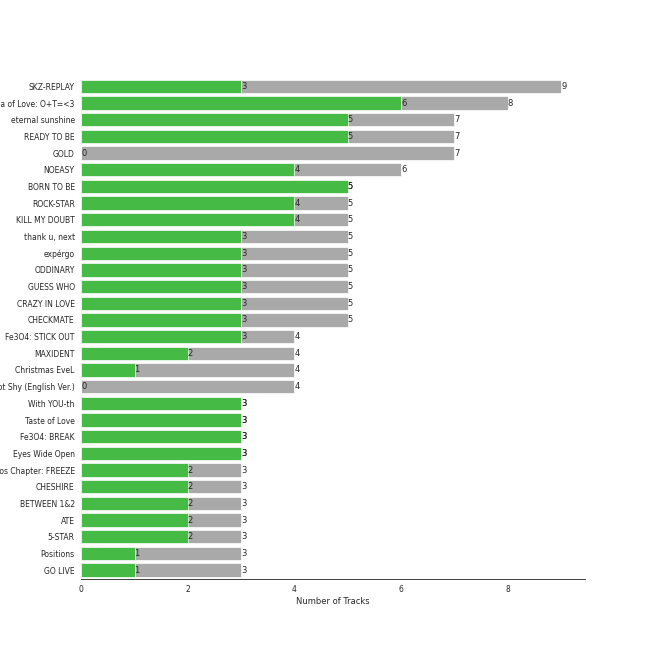 SKZ-REPLAY 3 9
a of Love: O+T=<3 6 8
eternal sunshine 5 7
READY TO BE 5 7
GOLD 0 7
NOEASY 4 6
BORN TO BE 5
ROCK-STAR 4 5
KILL MY DOUBT 4 5
thank u, next 3 5
expérgo 3 5
ODDINARY 3 5
GUESS WHO 3 5
CRAZY IN LOVE 3 5
CHECKMATE 3 5
Fe3O4: STICK OUT 3 4
MAXIDENT 2 4
Christmas EveL 1 4
ot Shy (English Ver.) 0 4
With YOU-th 3
Taste of Love 3
Fe3O4: BREAK 3
Eyes Wide Open 3
os Chapter: FREEZE 2 3
CHESHIRE 2 3
BETWEEN 1&2 2 3
ATE 2 3
5-STAR 2 3
Positions 1 3
GO LIVE 1 3
0 2 4 6 8
Number of Tracks